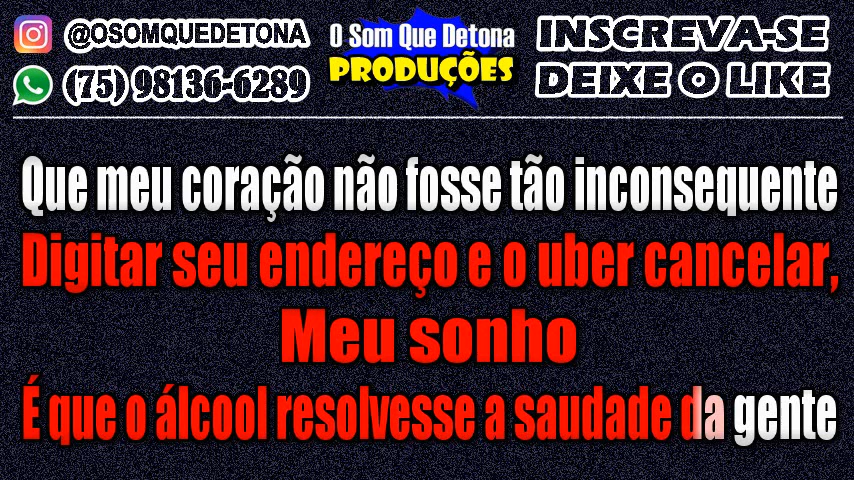 @OSOMQUEDETONA
(75) 98136-6289
O Som Que Detona
PRODUÇÕES
INSCREVA-SE
DEIXE O LIKE
Que meu coração não fosse tão inconsequente
Digitar seu endereço e o uber cancelar,
Meu sonho
É que o álcool resolvesse a saudade da gente